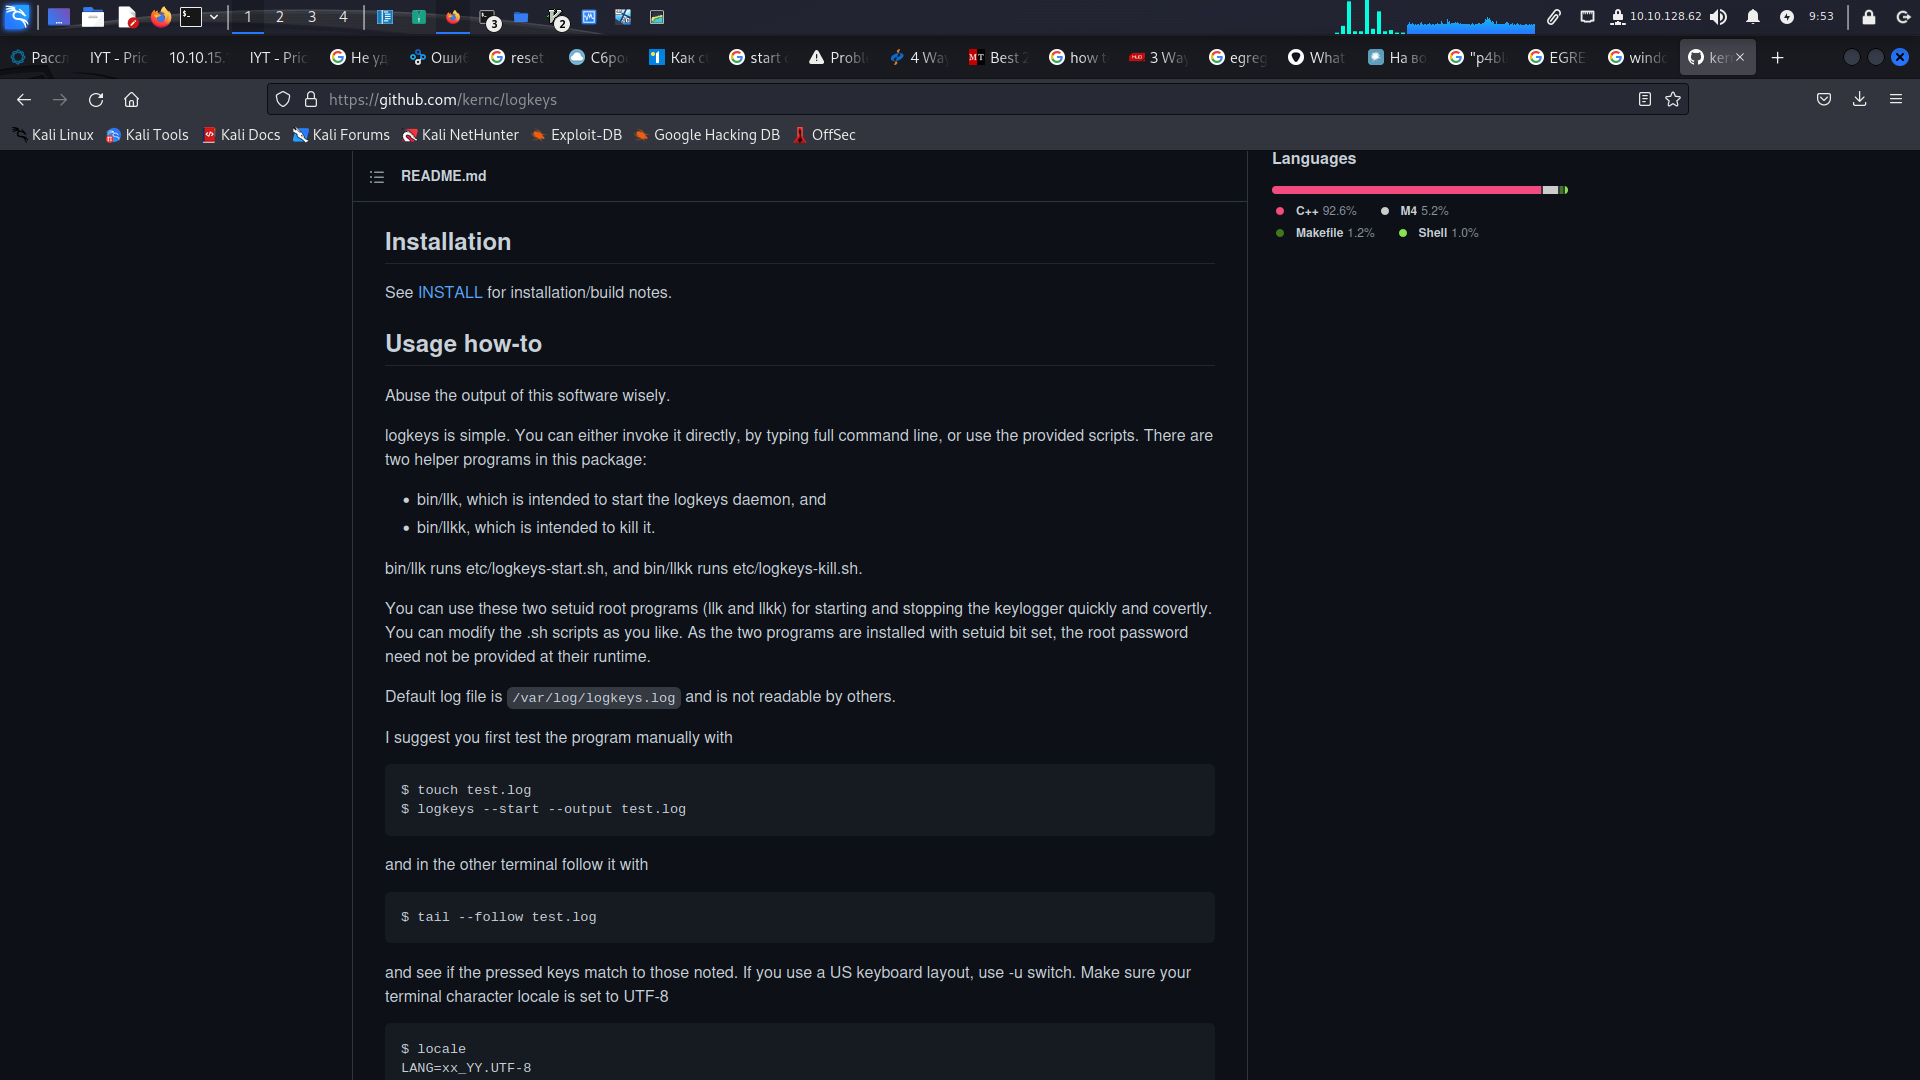 1 2 3 4 3 2 10.10.128.62 9:53
Рассл IYT - Pric 10.10.15. IYT - Pric Не уд Ошиб reset Сбро Как с start Probl 4 Way Best 2 how t 3 Way egreg What На во "p4bl EGRE windo kern
https://github.com/kernc/logkeys
Kali Linux Kali Tools Kali Docs Kali Forums Kali NetHunter Exploit-DB Google Hacking DB OffSec
README.md
Installation
See INSTALL for installation/build notes.
Usage how-to
Abuse the output of this software wisely.
logkeys is simple. You can either invoke it directly, by typing full command line, or use the provided scripts. There are
two helper programs in this package:
• bin/llk, which is intended to start the logkeys daemon, and
• bin/llkk, which is intended to kill it.
bin/llk runs etc/logkeys-start.sh, and bin/llkk runs etc/logkeys-kill.sh.
You can use these two setuid root programs (llk and llkk) for starting and stopping the keylogger quickly and covertly.
You can modify the .sh scripts as you like. As the two programs are installed with setuid bit set, the root password
need not be provided at their runtime.
Default log file is /var/log/logkeys.log and is not readable by others.
I suggest you first test the program manually with
$ touch test.log
$ logkeys --start --output test.log
and in the other terminal follow it with
$ tail --follow test.log
and see if the pressed keys match to those noted. If you use a US keyboard layout, use -u switch. Make sure your
terminal character locale is set to UTF-8
$ locale
LANG=xx_YY.UTF-8
Languages
C++ 92.6% M4 5.2%
Makefile 1.2% Shell 1.0%